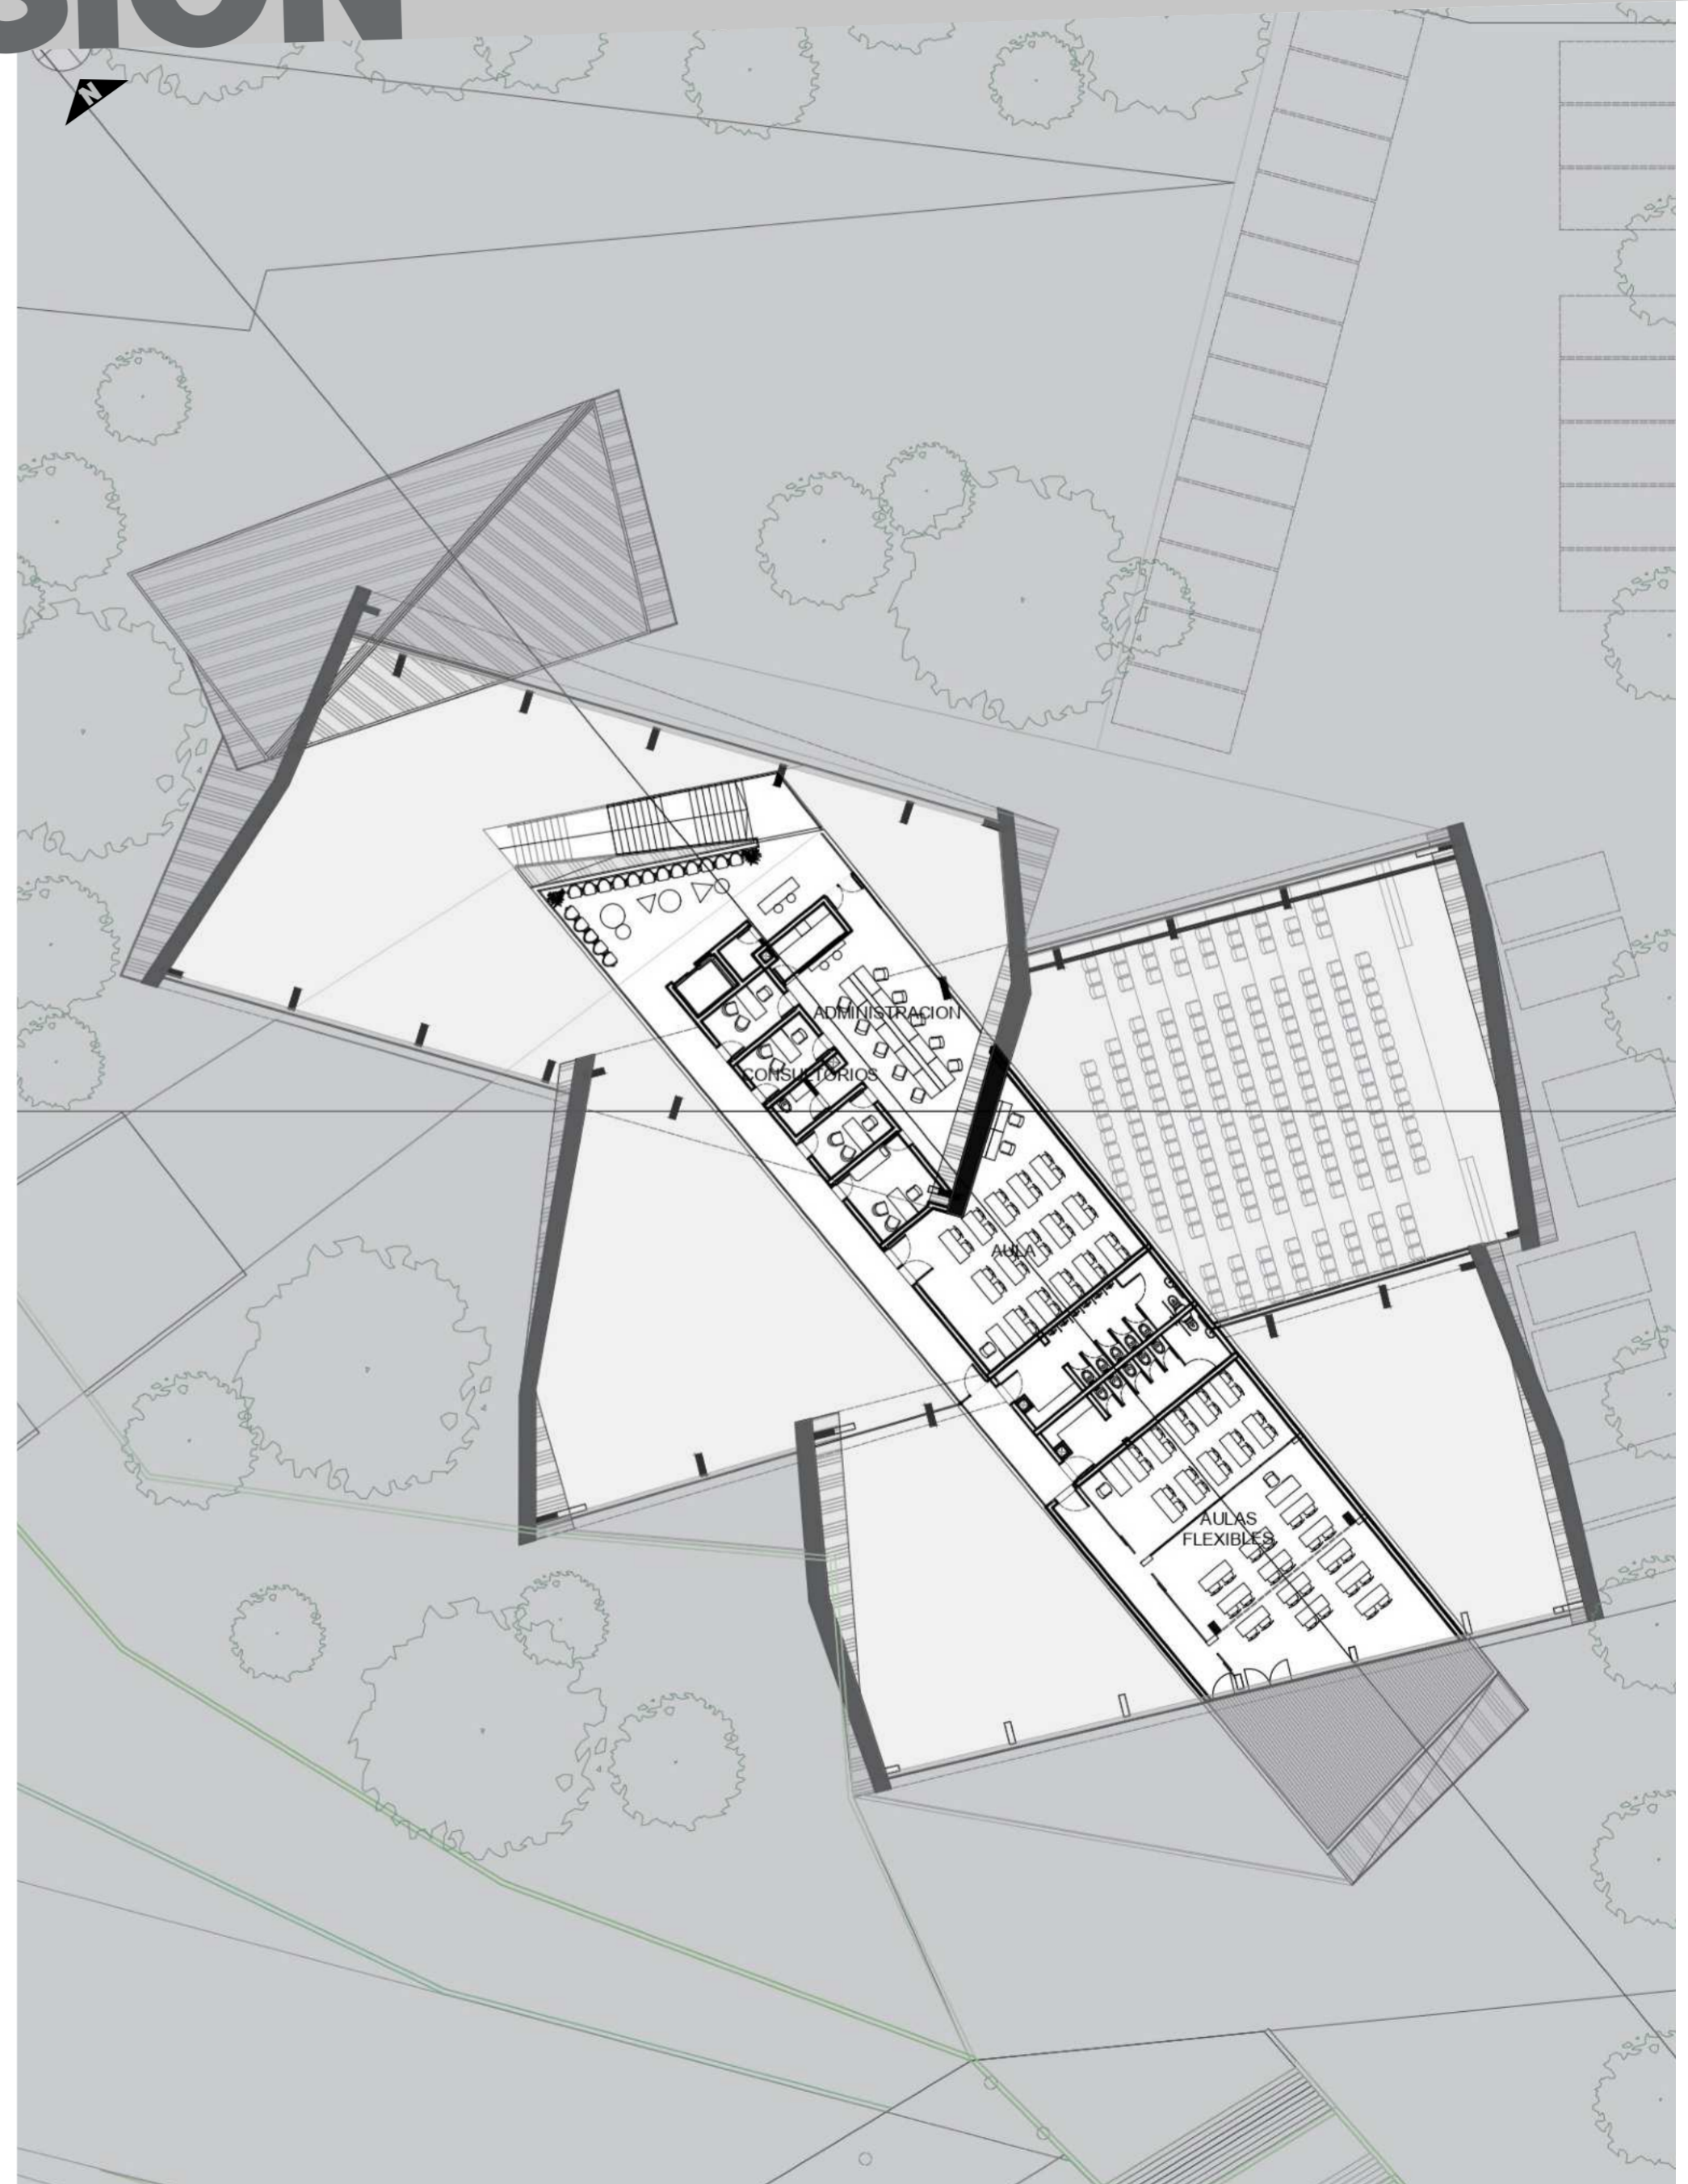 SION
N
ADMINISTRACION
CONSULTORIOS
AULA
AULAS
FLEXIBLES